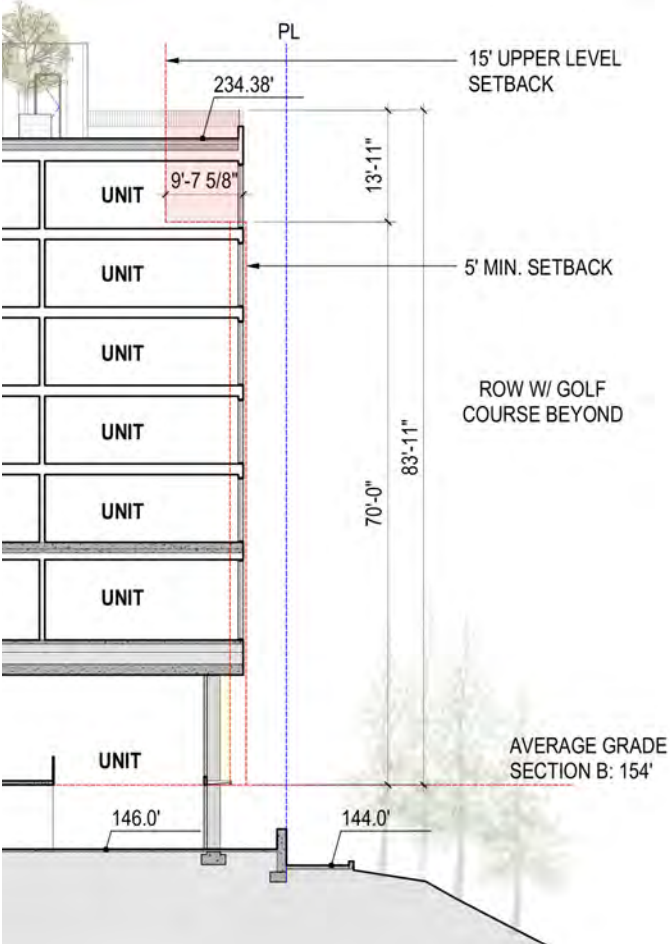 PL
15' UPPER LEVEL
SETBACK
234.38'
13'-11"
9'-7 5/8"
UNIT
UNIT
5' MIN. SETBACK
UNIT
ROW W/ GOLF
COURSE BEYOND
UNIT
83'-11"
70'-0"
UNIT
UNIT
UNIT
AVERAGE GRADE
SECTION B: 154'
146.0'
144.0'